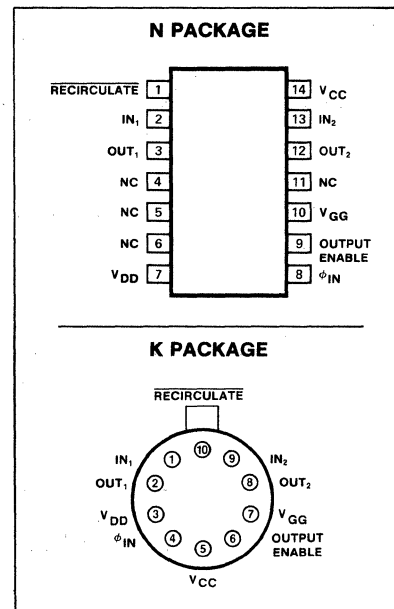 N PACKAGE
R̅E̅C̅I̅R̅C̅U̅L̅A̅T̅E̅ 1 14 VCC
IN1 2 13 IN2
OUT1 3 12 OUT2
NC 4 11 NC
NC 5 10 VGG
NC 6 9 OUTPUT ENABLE
VDD 7 8 ϕIN
K PACKAGE
R̅E̅C̅I̅R̅C̅U̅L̅A̅T̅E̅
10
IN1 1 9 IN2
OUT1 2 8 OUT2
VDD 3 7 VGG
ϕIN 4 6 OUTPUT ENABLE
5
VCC